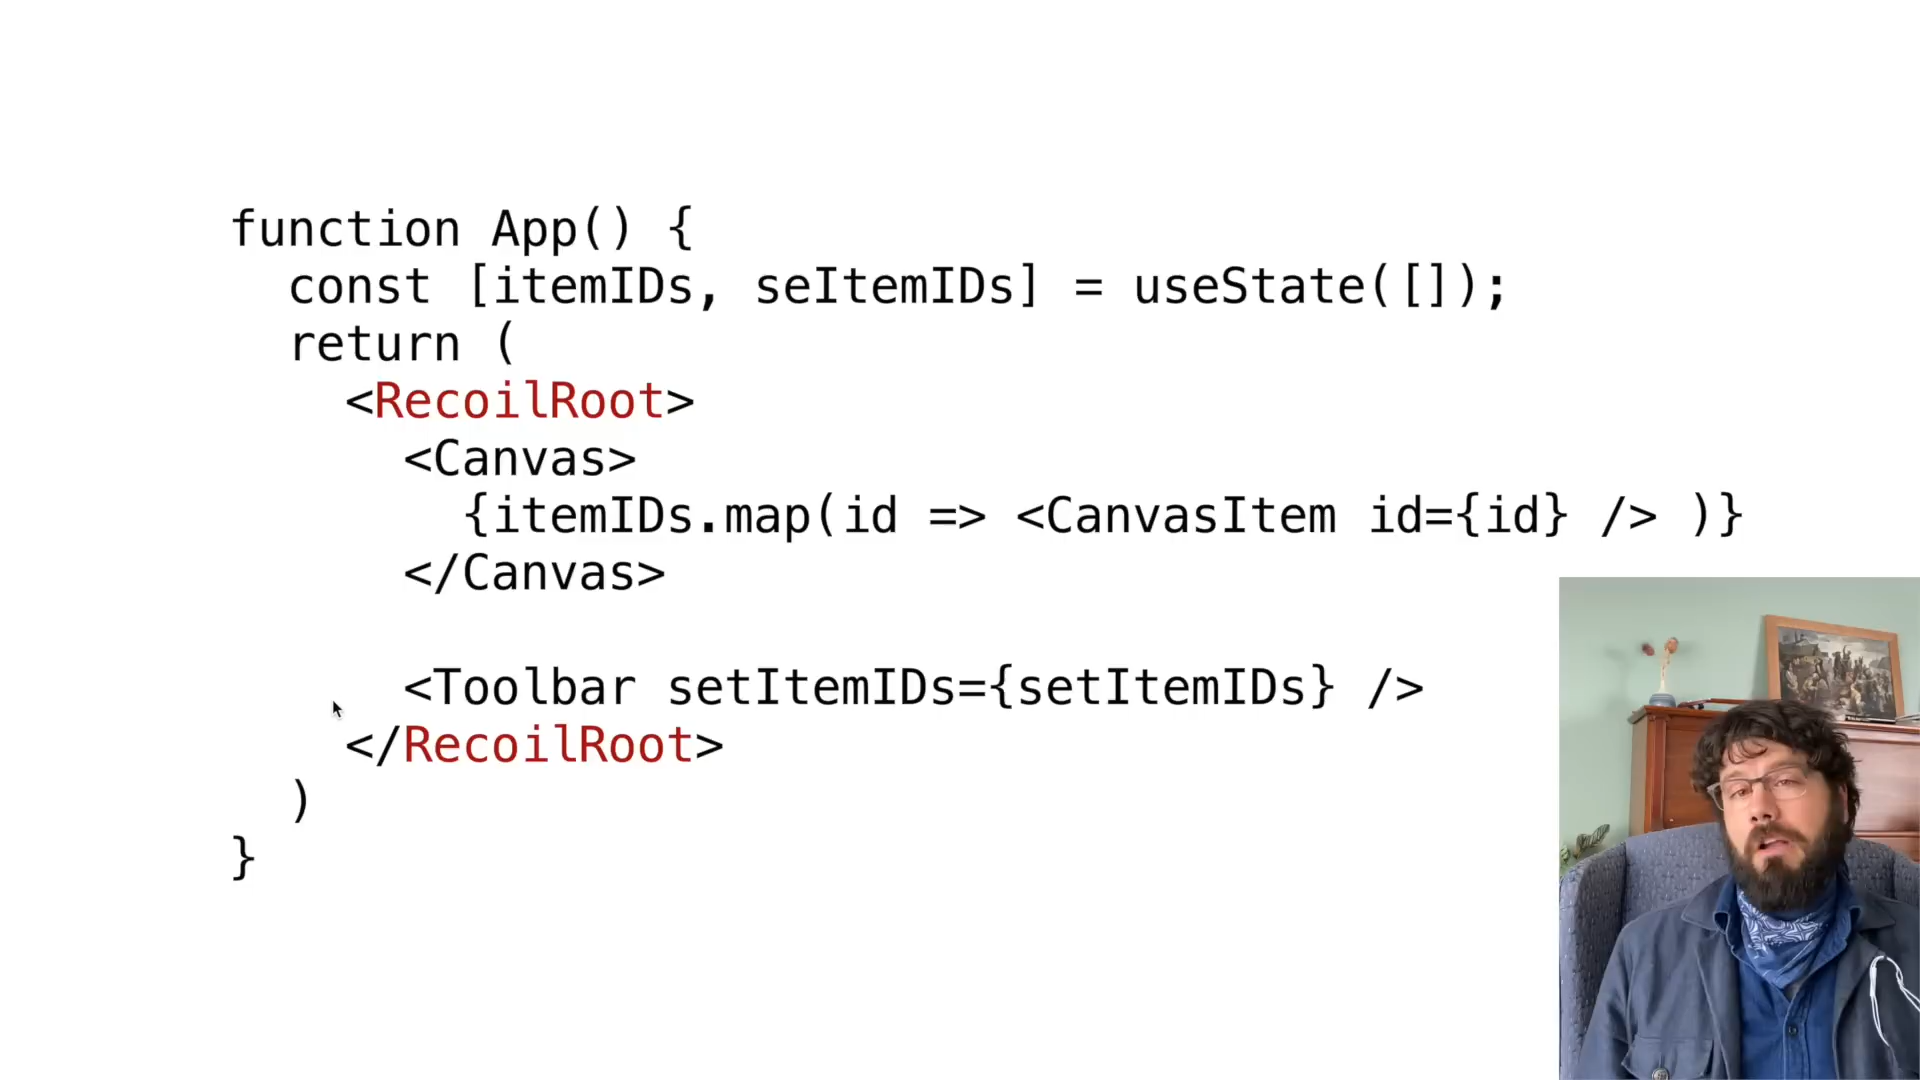 function App() {
const [itemIDs, seItemIDs] = useState([]);
return (
<RecoilRoot>
<Canvas>
{itemIDs.map(id => <CanvasItem id={id} /> )}
</Canvas>
<Toolbar setItemIDs={setItemIDs} />
</RecoilRoot>
)
}